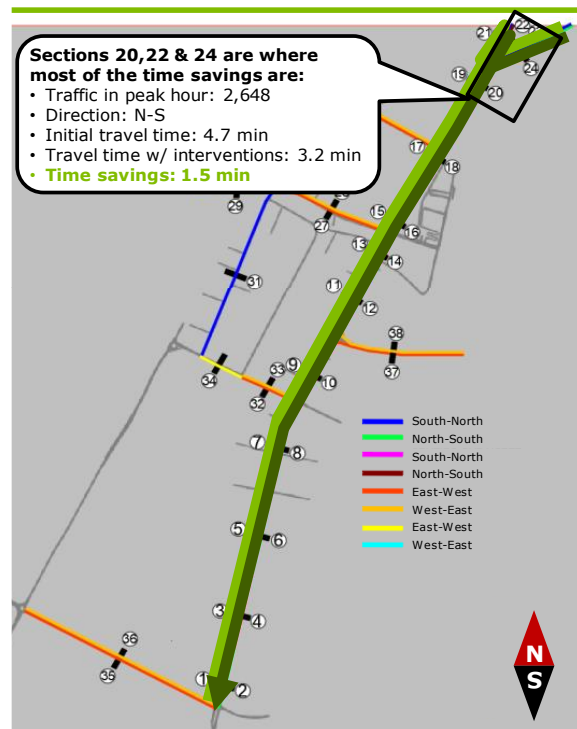 21
22
Sections 20,22 & 24 are where
most of the time savings are:
• Traffic in peak hour: 2,648
• Direction: N-S
• Initial travel time: 4.7 min
• Travel time w/ interventions: 3.2 min
• Time savings: 1.5 min
24
19
20
17
18
29
27
15
16
13
14
31
11
12
38
37
34
33
32
9
10
7
8
South-North
North-South
South-North
North-South
East-West
West-East
East-West
West-East
5
6
3
4
36
35
1
2
N
S